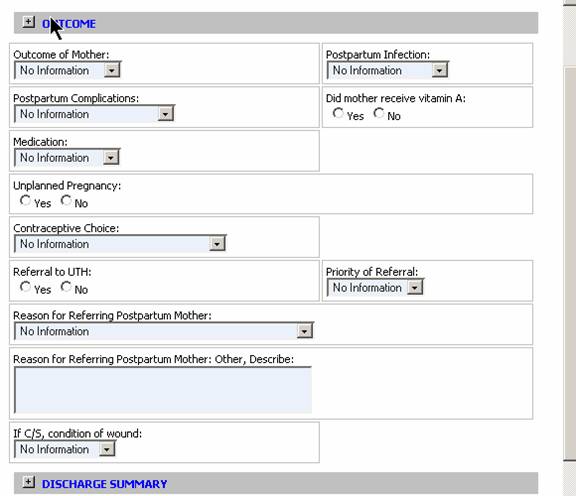 OUTCOME
Outcome of Mother: Postpartum Infection:
No Information No Information
Postpartum Complications: Did mother receive vitamin A:
No Information Yes No
Medication:
No Information
Unplanned Pregnancy:
Yes No
Contraceptive Choice:
No Information
Referral to UTH: Priority of Referral:
Yes No No Information
Reason for Referring Postpartum Mother:
No Information
Reason for Referring Postpartum Mother: Other, Describe:
If C/S, condition of wound:
No Information
DISCHARGE SUMMARY